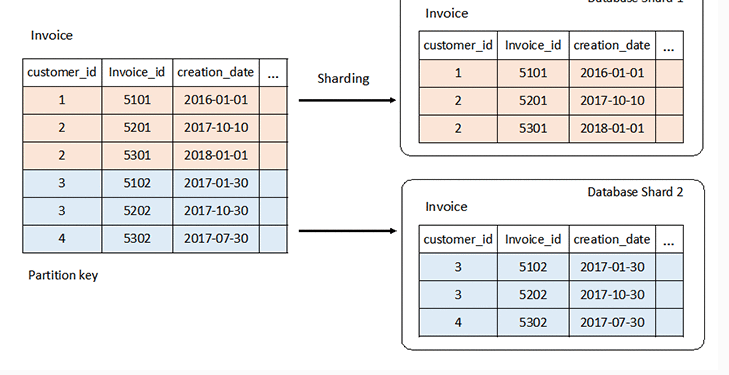 Database Shard 1
Invoice
customer_id Invoice_id creation_date ...
1 5101 2016-01-01
2 5201 2017-10-10
2 5301 2018-01-01
3 5102 2017-01-30
3 5202 2017-10-30
4 5302 2017-07-30
Partition key
Sharding
Invoice
customer_id Invoice_id creation_date ...
1 5101 2016-01-01
2 5201 2017-10-10
2 5301 2018-01-01
Database Shard 2
Invoice
customer_id Invoice_id creation_date ...
3 5102 2017-01-30
3 5202 2017-10-30
4 5302 2017-07-30